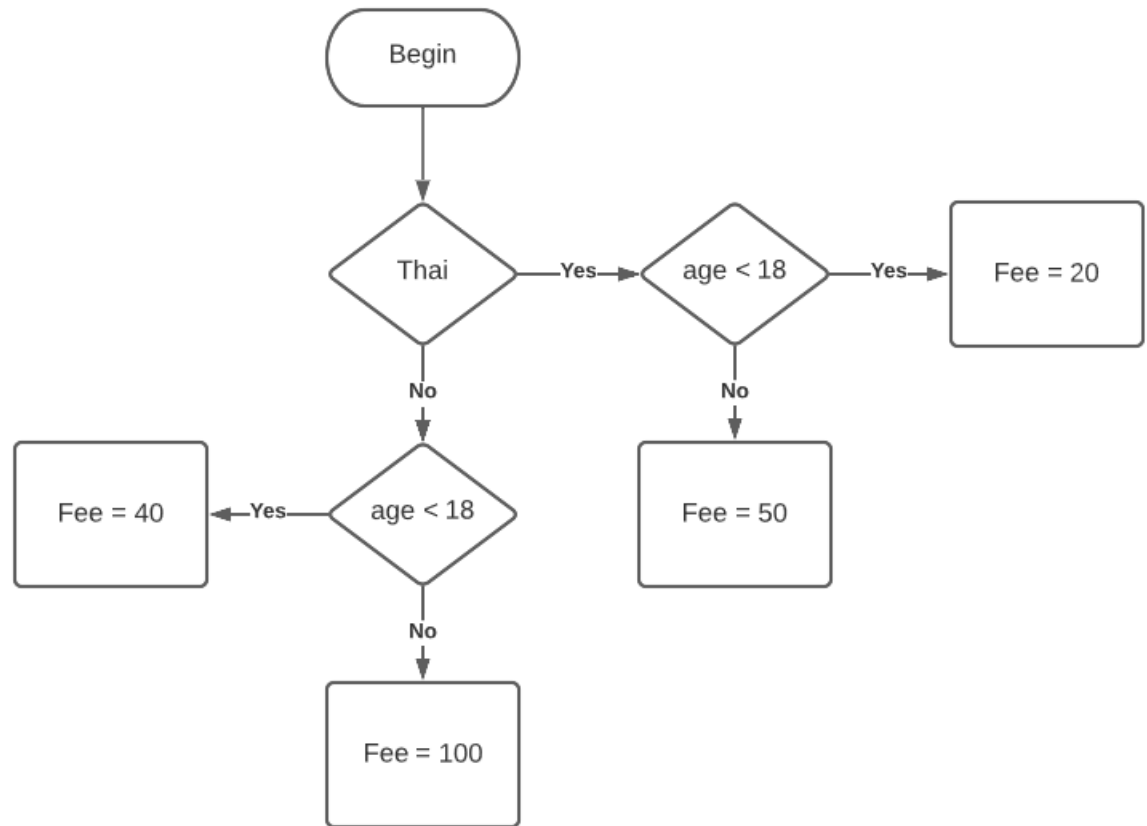 Begin
Thai
Yes
age < 18
Yes
Fee = 20
No
No
Fee = 40
Yes
age < 18
Fee = 50
No
Fee = 100